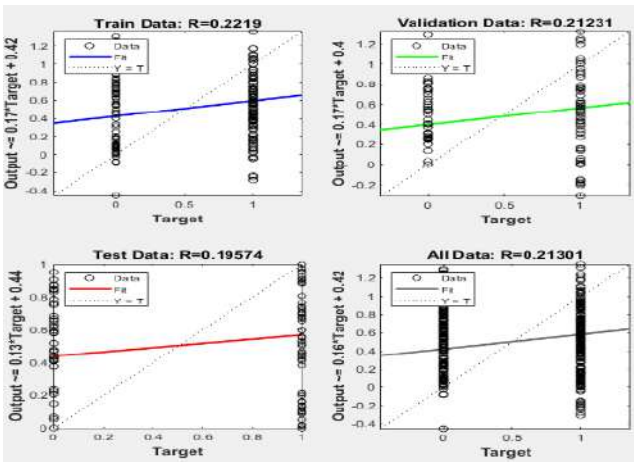 Train Data: R=0.2219
Output ~= 0.17*Target + 0.42
1.2
1
0.8
0.6
0.4
0.2
0
-0.2
-0.4
Data
Fit
Y = T
0
0.5
1
Target
Validation Data: R=0.21231
Output ~= 0.17*Target + 0.4
1.2
1
0.8
0.6
0.4
0.2
0
-0.2
Data
Fit
Y = T
0
0.5
1
Target
Test Data: R=0.19574
Output ~= 0.13*Target + 0.44
1
0.8
0.6
0.4
0.2
0
Data
Fit
Y = T
0
0.2
0.4
0.6
0.8
1
Target
All Data: R=0.21301
Output ~= 0.16*Target + 0.42
1.2
1
0.8
0.6
0.4
0.2
0
-0.2
-0.4
Data
Fit
Y = T
0
0.5
1
Target